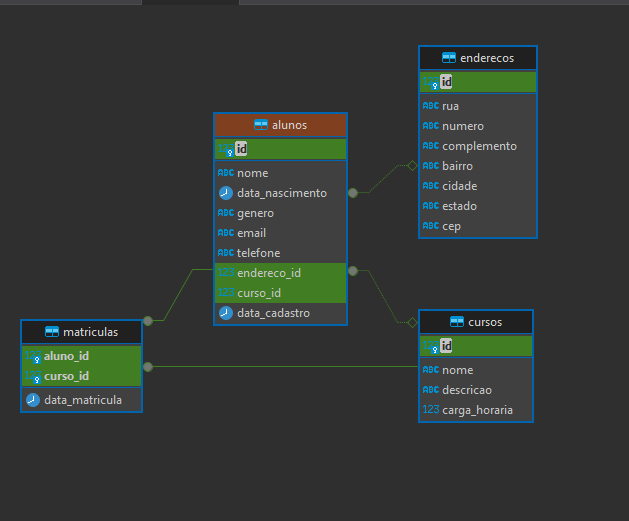 enderecos
123 id
ABC rua
ABC numero
ABC complemento
ABC bairro
ABC cidade
ABC estado
ABC cep
alunos
123 id
ABC nome
data_nascimento
ABC genero
ABC email
ABC telefone
123 endereco_id
123 curso_id
data_cadastro
matriculas
123 aluno_id
123 curso_id
data_matricula
cursos
123 id
ABC nome
ABC descricao
123 carga_horaria